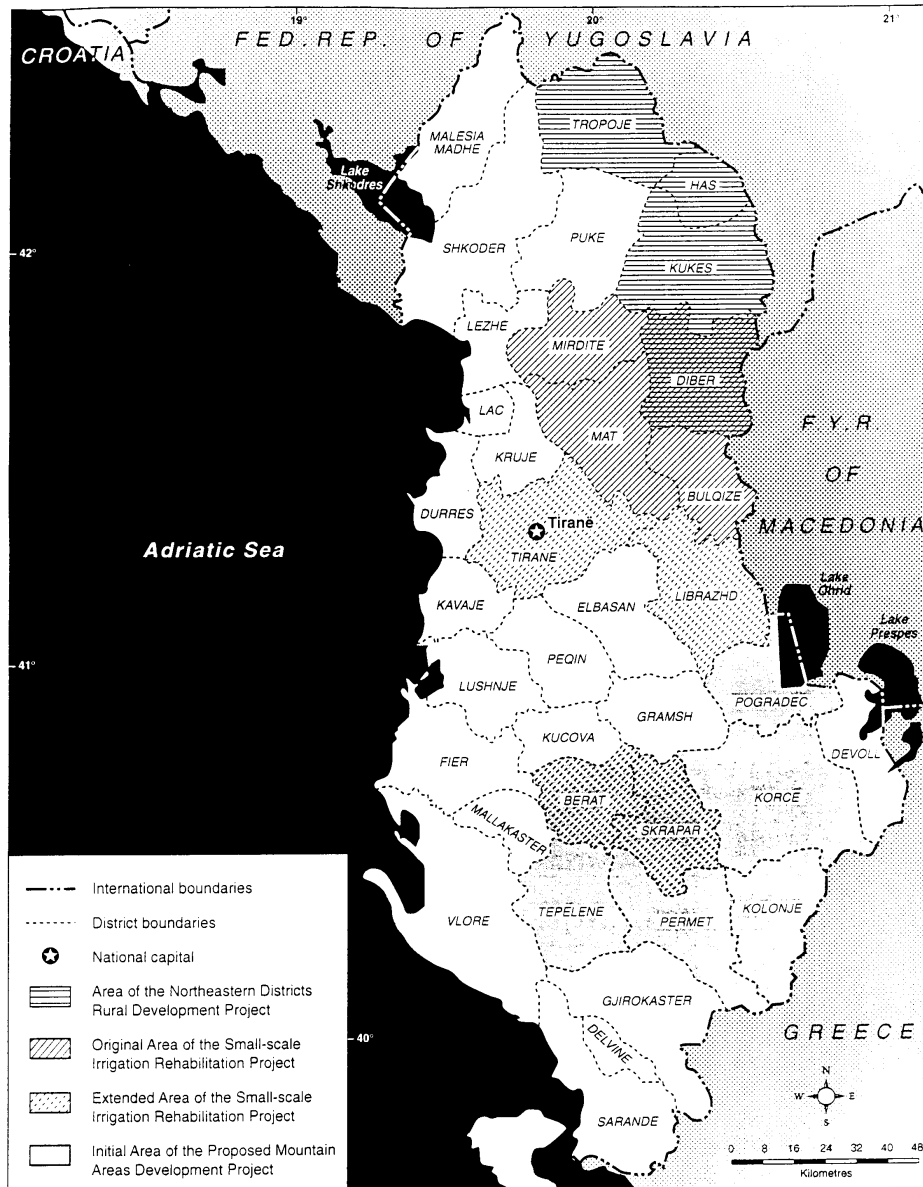 19°
20°
21°
CROATIA
FED. REP. OF YUGOSLAVIA
TROPOJE
MALESIA
MADHE
Lake
Shkodres
HAS
SHKODER
PUKE
42°
KUKES
LEZHE
MIRDITE
DIBER
LAC
MAT
KRUJE
F.Y.R
OF
MACEDONIA
BULQIZE
DURRES
Tiranë
TIRANE
Adriatic Sea
Lake
Ohrid
LIBRAZHD
KAVAJE
ELBASAN
Lake
Prespes
PEQIN
41°
LUSHNJE
POGRADEC
GRAMSH
KUCOVA
DEVOLL
FIER
BERAT
KORCË
MALLAKASTER
SKRAPAR
VLORE
TEPELENE
PERMET
KOLONJE
GJIROKASTER
DELVINE
40°
GREECE
SARANDE
N
W
E
S
0 8 16 24 32 40 48
Kilometres
International boundaries
District boundaries
National capital
Area of the Northeastern Districts
Rural Development Project
Original Area of the Small-scale
Irrigation Rehabilitation Project
Extended Area of the Small-scale
Irrigation Rehabilitation Project
Initial Area of the Proposed Mountain
Areas Development Project